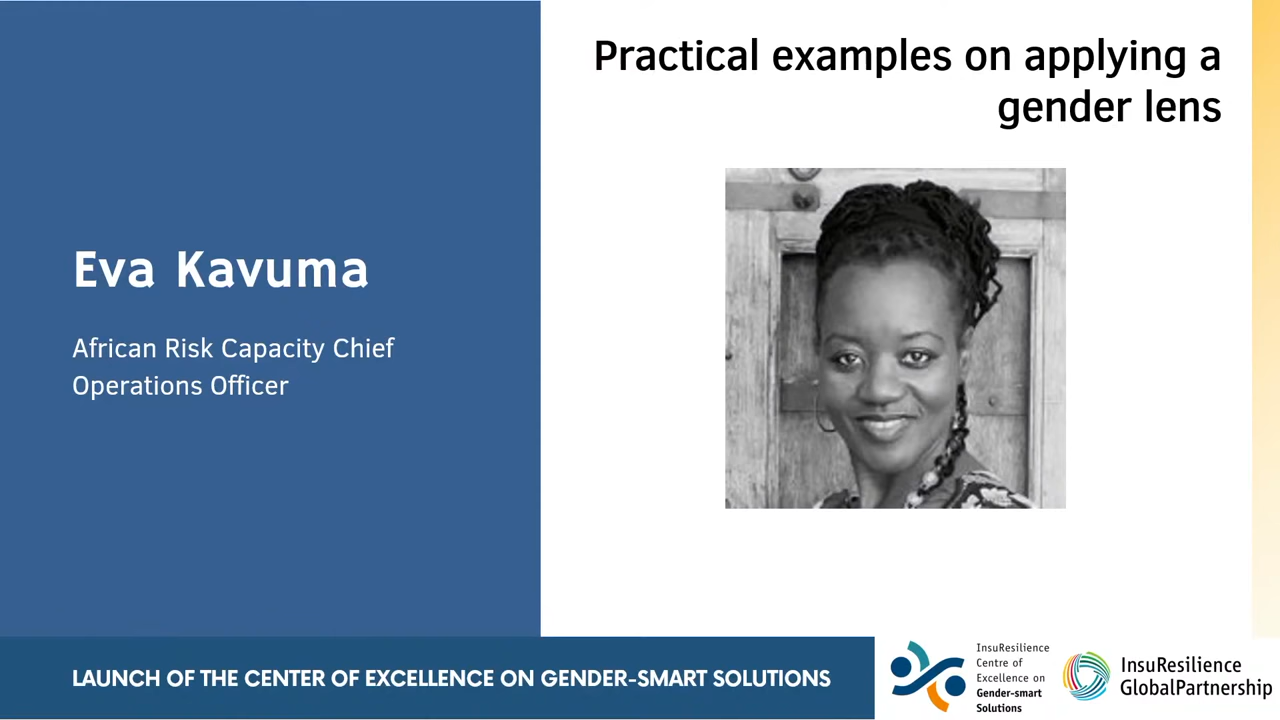 Practical examples on applying a
gender lens
Eva Kavuma
African Risk Capacity Chief
Operations Officer
LAUNCH OF THE CENTER OF EXCELLENCE ON GENDER-SMART SOLUTIONS
InsuResilience
Centre of
Excellence on
Gender-smart
Solutions
InsuResilience
GlobalPartnership